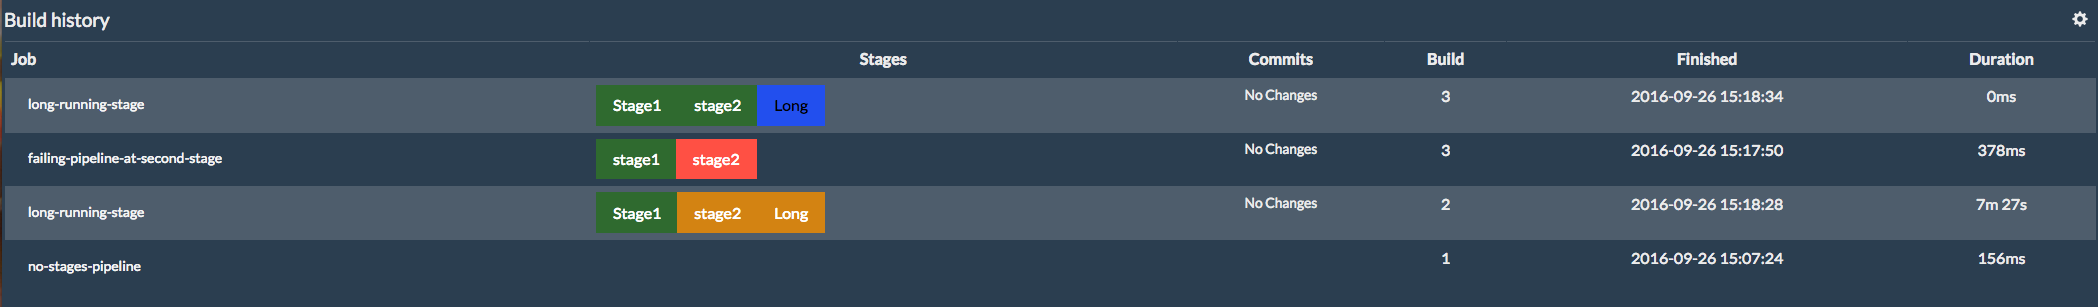 Build history
Job Stages Commits Build Finished Duration
long-running-stage Stage1 stage2 Long No Changes 3 2016-09-26 15:18:34 0ms
failing-pipeline-at-second-stage stage1 stage2 No Changes 3 2016-09-26 15:17:50 378ms
long-running-stage Stage1 stage2 Long No Changes 2 2016-09-26 15:18:28 7m 27s
no-stages-pipeline 1 2016-09-26 15:07:24 156ms